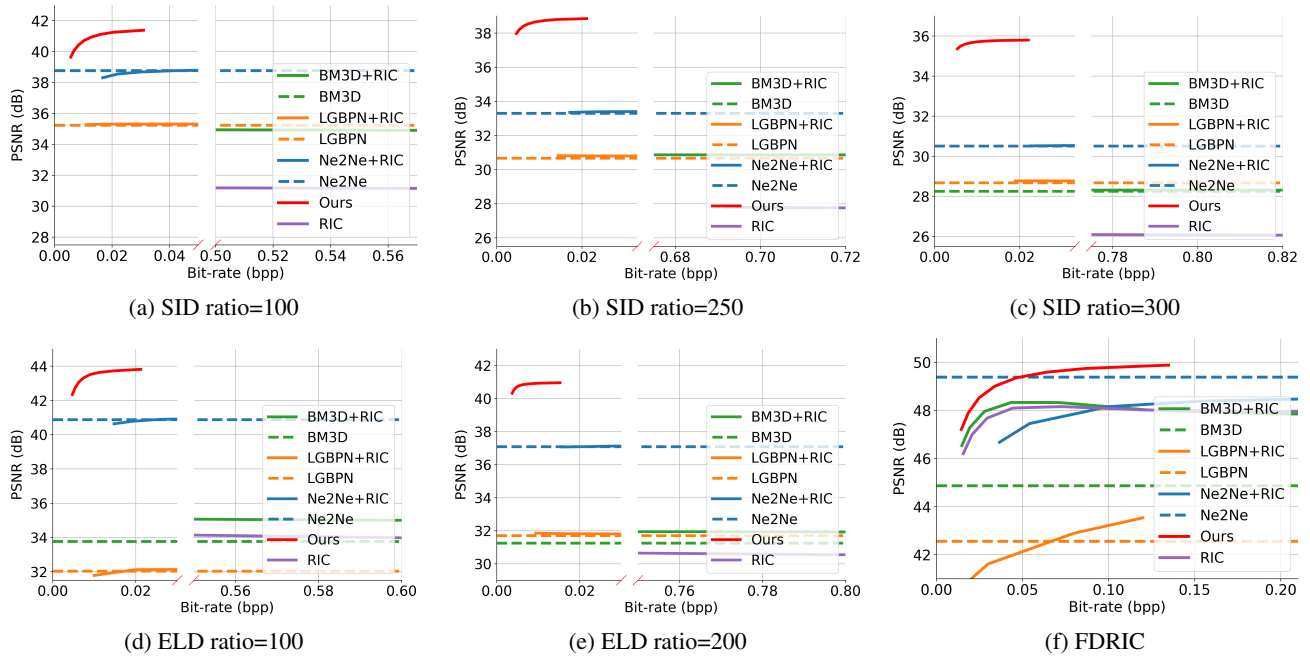 42
40
38
36
34
32
30
28
PSNR (dB)
0.00 0.02 0.04 0.50 0.52 0.54 0.56
Bit-rate (bpp)
BM3D+RIC
BM3D
LGBPN+RIC
LGBPN
Ne2Ne+RIC
Ne2Ne
Ours
RIC
(a) SID ratio=100
38
36
34
32
30
28
26
PSNR (dB)
0.00 0.02 0.68 0.70 0.72
Bit-rate (bpp)
BM3D+RIC
BM3D
LGBPN+RIC
LGBPN
Ne2Ne+RIC
Ne2Ne
Ours
RIC
(b) SID ratio=250
36
34
32
30
28
26
PSNR (dB)
0.00 0.02 0.78 0.80 0.82
Bit-rate (bpp)
BM3D+RIC
BM3D
LGBPN+RIC
LGBPN
Ne2Ne+RIC
Ne2Ne
Ours
RIC
(c) SID ratio=300
44
42
40
38
36
34
32
PSNR (dB)
0.00 0.02 0.56 0.58 0.60
Bit-rate (bpp)
BM3D+RIC
BM3D
LGBPN+RIC
LGBPN
Ne2Ne+RIC
Ne2Ne
Ours
RIC
(d) ELD ratio=100
42
40
38
36
34
32
30
PSNR (dB)
0.00 0.02 0.76 0.78 0.80
Bit-rate (bpp)
BM3D+RIC
BM3D
LGBPN+RIC
LGBPN
Ne2Ne+RIC
Ne2Ne
Ours
RIC
(e) ELD ratio=200
50
48
46
44
42
PSNR (dB)
0.00 0.05 0.10 0.15 0.20
Bit-rate (bpp)
BM3D+RIC
BM3D
LGBPN+RIC
LGBPN
Ne2Ne+RIC
Ne2Ne
Ours
RIC
(f) FDRIC